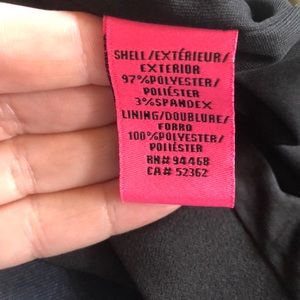 SHELL/EXTÉRIEUR/
EXTERIOR
97%POLYESTER/
POLIÉSTER
3%SPANDEX
LINING/DOUBLURE/
FORRO
100%POLYESTER/
POLIÉSTER
RN# 94468
CA# 52362